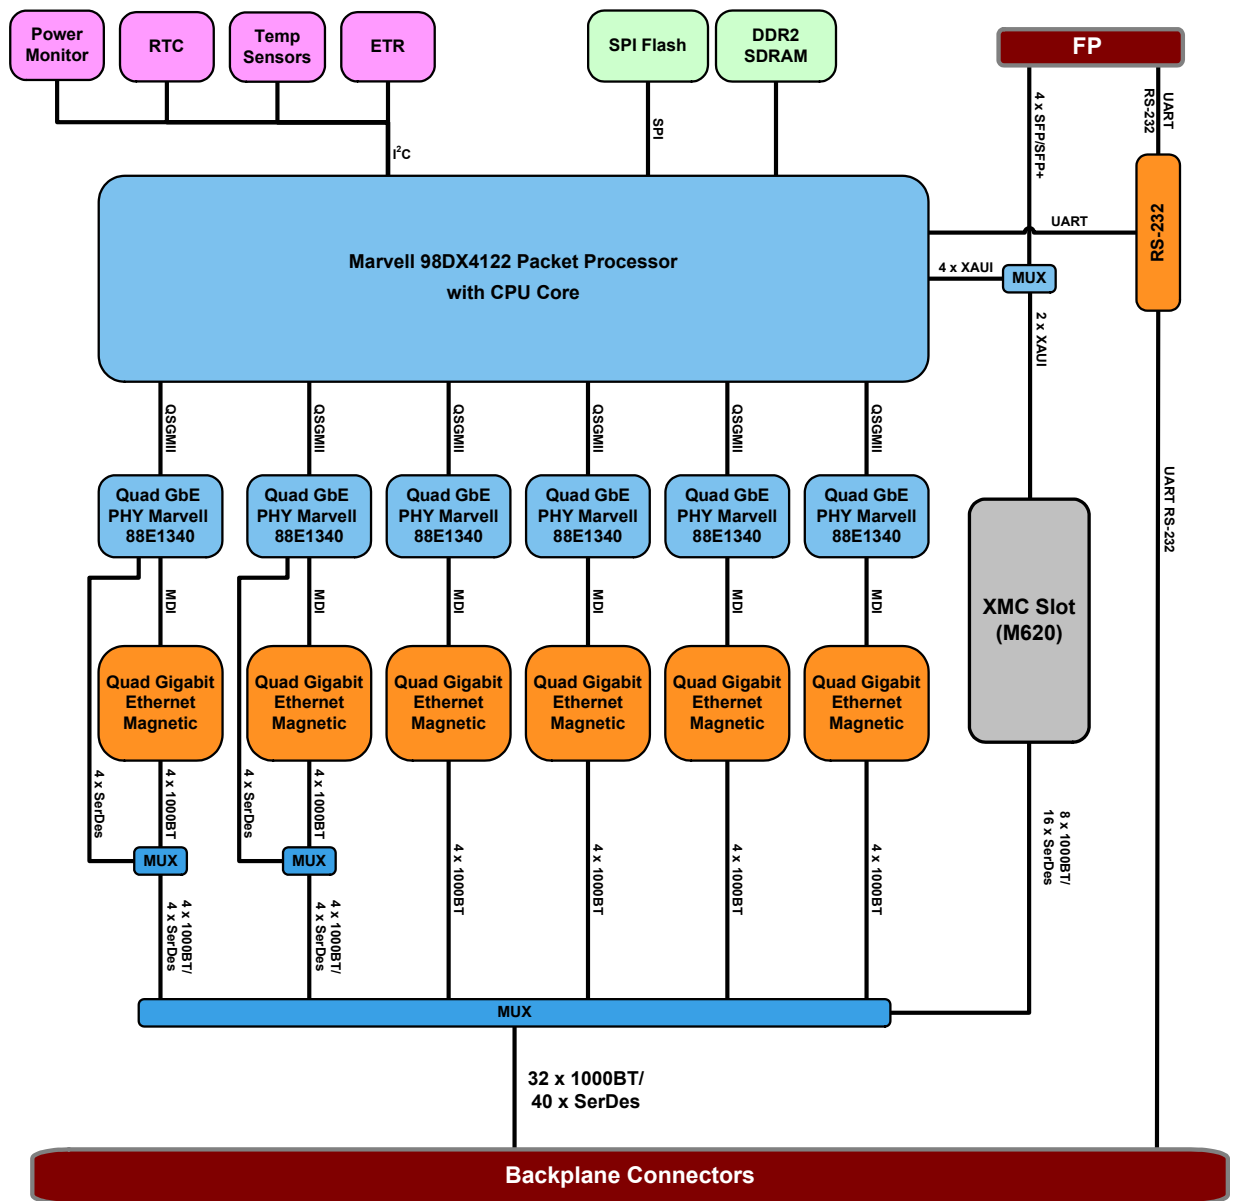 Power
Monitor
RTC
Temp
Sensors
ETR
SPI Flash
DDR2
SDRAM
FP
I²C
SPI
4 x SFP/SFP+
UART
RS-232
RS-232
UART
Marvell 98DX4122 Packet Processor
with CPU Core
4 x XAUI
MUX
2 x XAUI
QSGMII
QSGMII
QSGMII
QSGMII
QSGMII
QSGMII
UART RS-232
Quad GbE
PHY Marvell
88E1340
Quad GbE
PHY Marvell
88E1340
Quad GbE
PHY Marvell
88E1340
Quad GbE
PHY Marvell
88E1340
Quad GbE
PHY Marvell
88E1340
Quad GbE
PHY Marvell
88E1340
MDI
MDI
MDI
MDI
MDI
MDI
XMC Slot
(M620)
Quad Gigabit
Ethernet
Magnetic
Quad Gigabit
Ethernet
Magnetic
Quad Gigabit
Ethernet
Magnetic
Quad Gigabit
Ethernet
Magnetic
Quad Gigabit
Ethernet
Magnetic
Quad Gigabit
Ethernet
Magnetic
4 x SerDes
4 x 1000BT
4 x SerDes
4 x 1000BT
MUX
MUX
4 x 1000BT
4 x 1000BT
4 x 1000BT
4 x 1000BT
8 x 1000BT/
16 x SerDes
4 x 1000BT/
4 x SerDes
4 x 1000BT/
4 x SerDes
MUX
32 x 1000BT/
40 x SerDes
Backplane Connectors